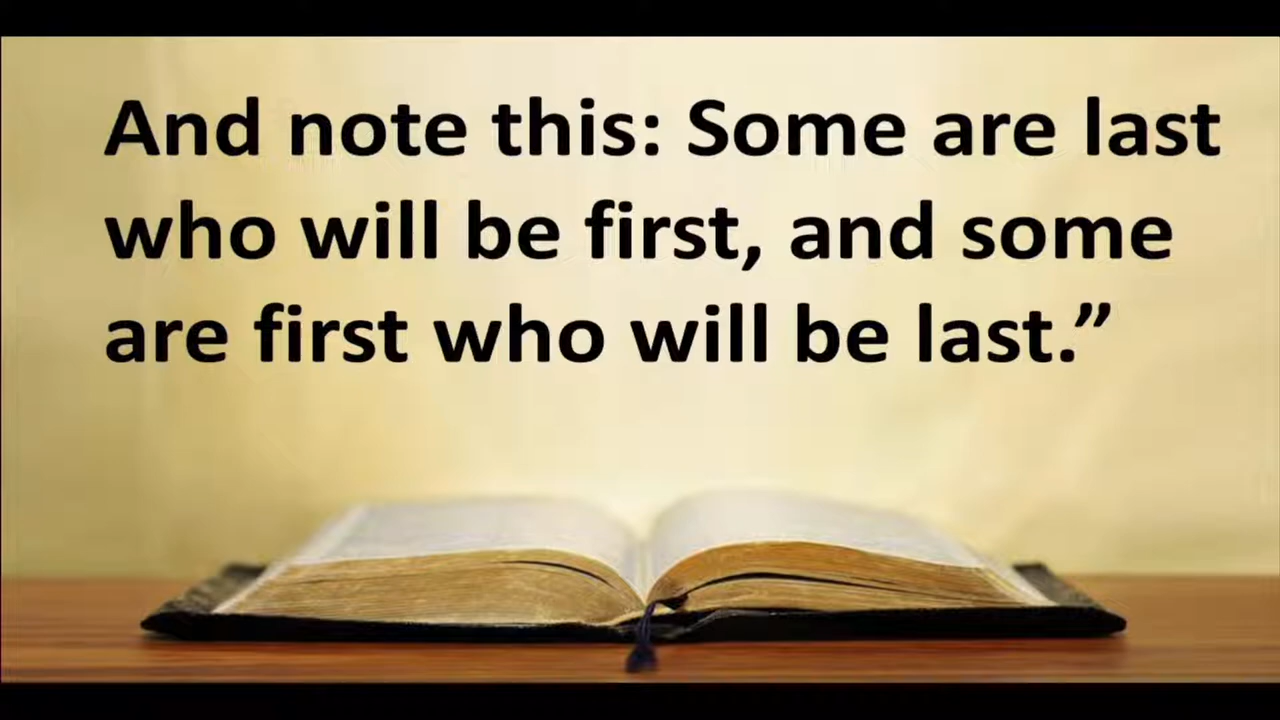 And note this: Some are last
who will be first, and some
are first who will be last.”